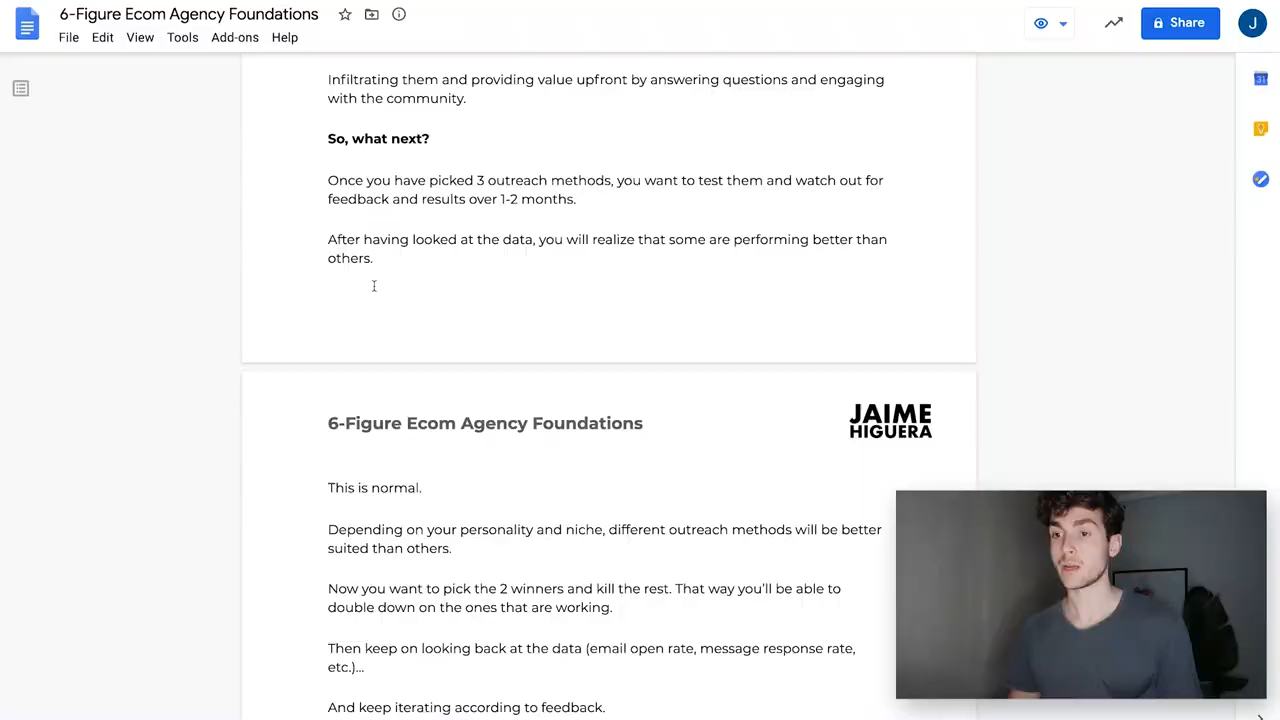 6-Figure Ecom Agency Foundations
File Edit View Tools Add-ons Help
Share
J
31
Infiltrating them and providing value upfront by answering questions and engaging
with the community.
So, what next?
Once you have picked 3 outreach methods, you want to test them and watch out for
feedback and results over 1-2 months.
After having looked at the data, you will realize that some are performing better than
others.
6-Figure Ecom Agency Foundations
JAIME
HIGUERA
This is normal.
Depending on your personality and niche, different outreach methods will be better
suited than others.
Now you want to pick the 2 winners and kill the rest. That way you’ll be able to
double down on the ones that are working.
Then keep on looking back at the data (email open rate, message response rate,
etc.)...
And keep iterating according to feedback.